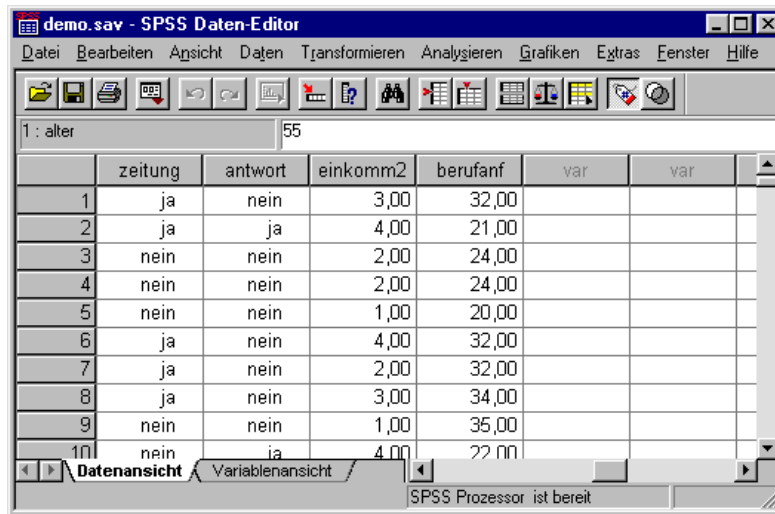 demo.sav - SPSS Daten-Editor
Datei Bearbeiten Ansicht Daten Transformieren Analysieren Grafiken Extras Fenster Hilfe
1 : alter 55
zeitung antwort einkomm2 berufanf var var
1 ja nein 3,00 32,00
2 ja ja 4,00 21,00
3 nein nein 2,00 24,00
4 nein nein 2,00 24,00
5 nein nein 1,00 20,00
6 ja nein 4,00 32,00
7 ja nein 2,00 32,00
8 ja nein 3,00 34,00
9 nein nein 1,00 35,00
10 nein ja 4,00 22,00
Datenansicht Variablenansicht
SPSS Prozessor ist bereit